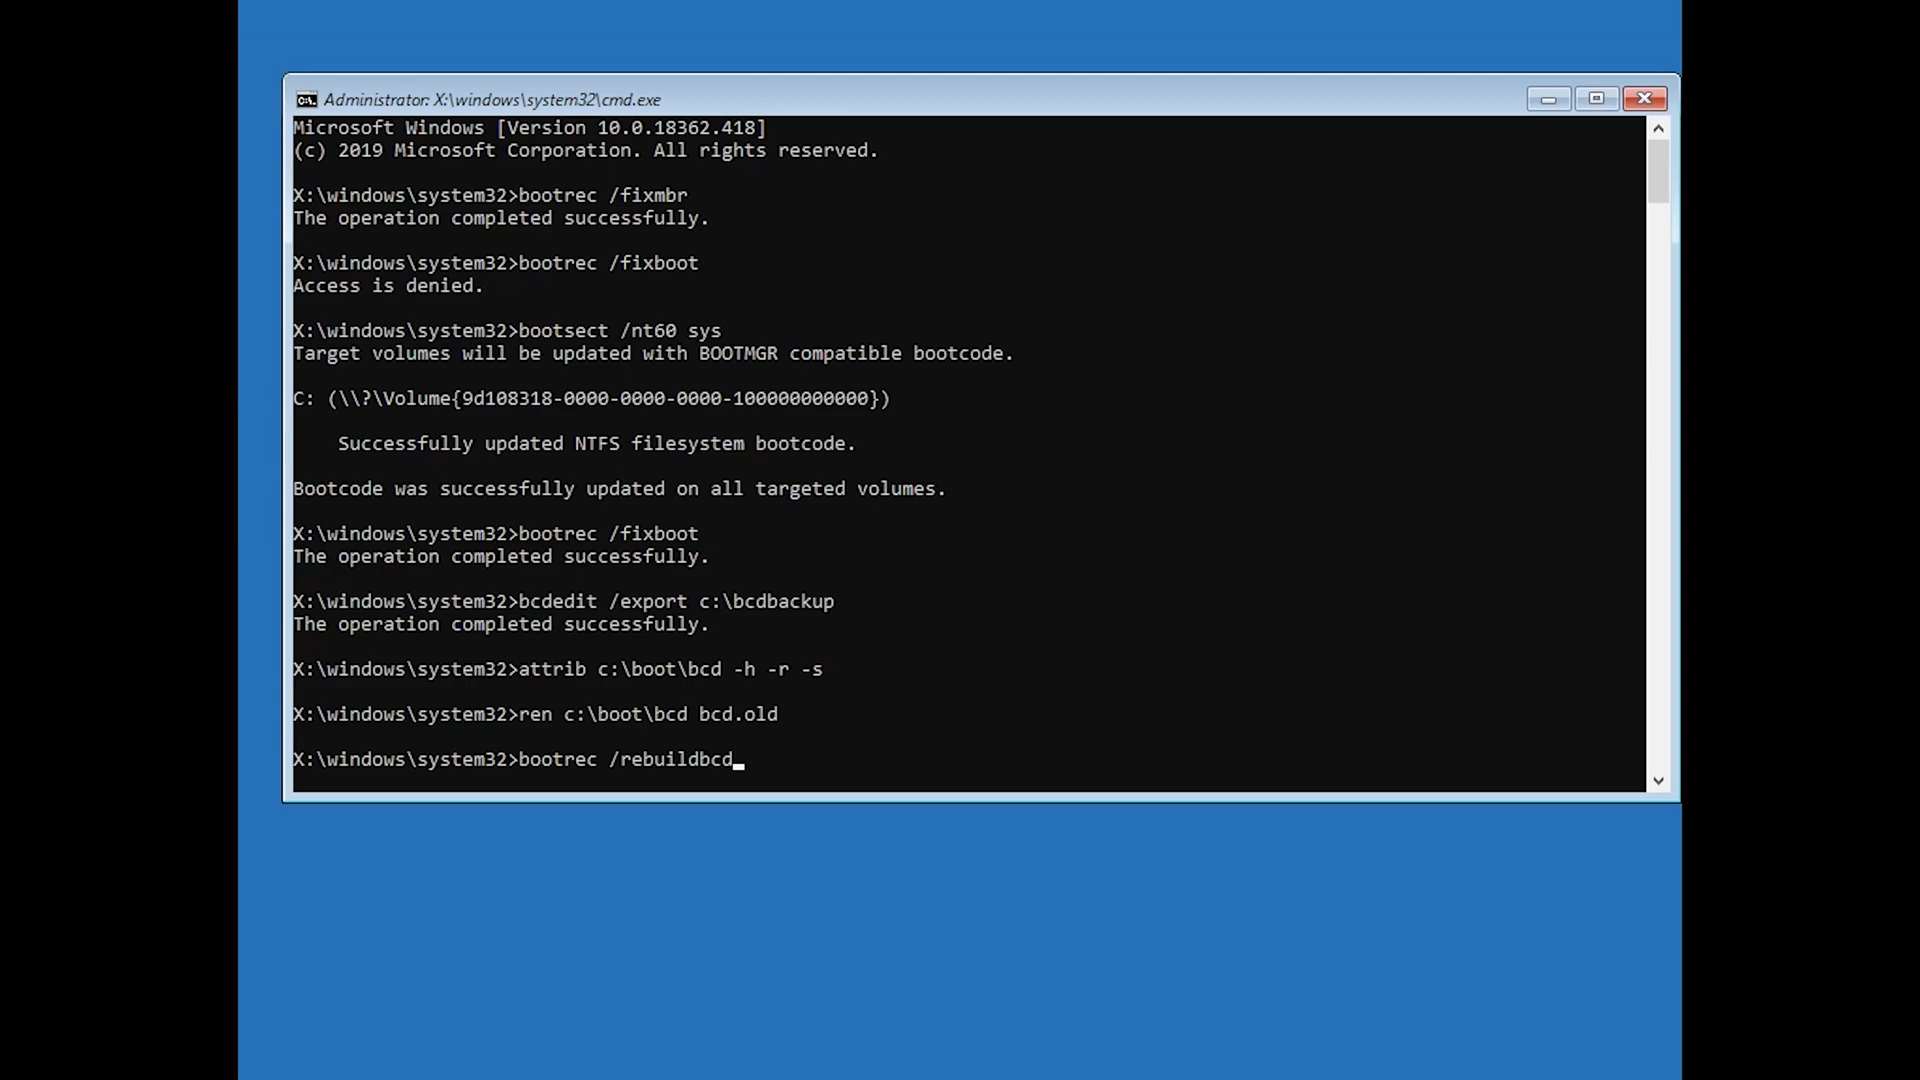 Administrator: X:\windows\system32\cmd.exe
Microsoft Windows [Version 10.0.18362.418]
(c) 2019 Microsoft Corporation. All rights reserved.
X:\windows\system32>bootrec /fixmbr
The operation completed successfully.
X:\windows\system32>bootrec /fixboot
Access is denied.
X:\windows\system32>bootsect /nt60 sys
Target volumes will be updated with BOOTMGR compatible bootcode.
C: (\\?\Volume{9d108318-0000-0000-0000-100000000000})
Successfully updated NTFS filesystem bootcode.
Bootcode was successfully updated on all targeted volumes.
X:\windows\system32>bootrec /fixboot
The operation completed successfully.
X:\windows\system32>bcdedit /export c:\bcdbackup
The operation completed successfully.
X:\windows\system32>attrib c:\boot\bcd -h -r -s
X:\windows\system32>ren c:\boot\bcd bcd.old
X:\windows\system32>bootrec /rebuildbcd